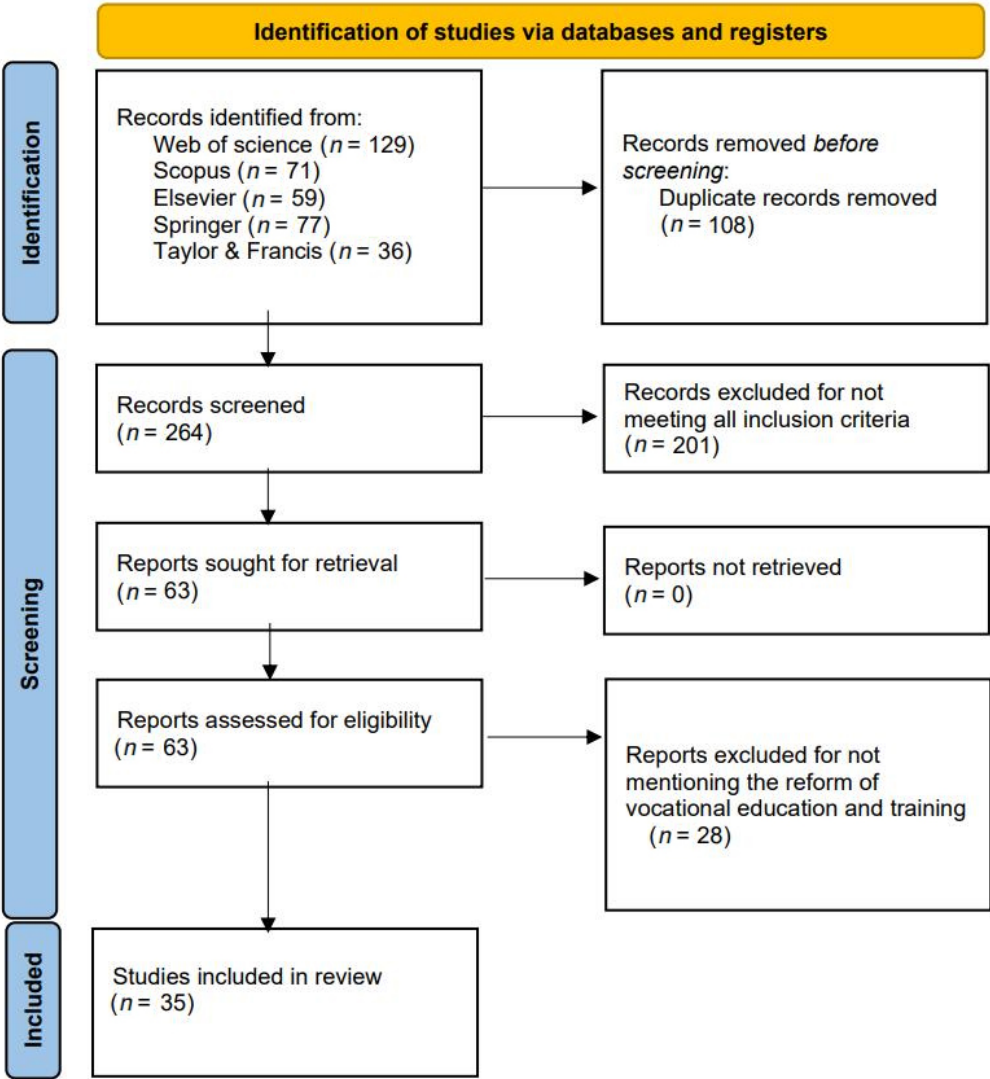 Identification of studies via databases and registers
Identification
Records identified from:
Web of science (n = 129)
Scopus (n = 71)
Elsevier (n = 59)
Springer (n = 77)
Taylor & Francis (n = 36)
Records removed before
screening:
Duplicate records removed
(n = 108)
Screening
Records screened
(n = 264)
Records excluded for not
meeting all inclusion criteria
(n = 201)
Reports sought for retrieval
(n = 63)
Reports not retrieved
(n = 0)
Reports assessed for eligibility
(n = 63)
Reports excluded for not
mentioning the reform of
vocational education and training
(n = 28)
Included
Studies included in review
(n = 35)